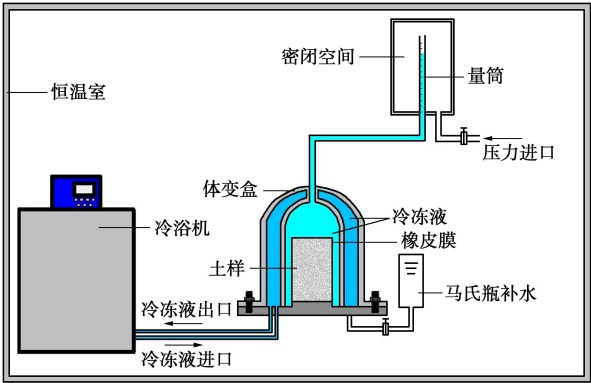 密闭空间
量筒
恒温室
压力进口
体变盒
冷冻液
冷浴机
橡皮膜
土样
马氏瓶补水
冷冻液出口
冷冻液进口